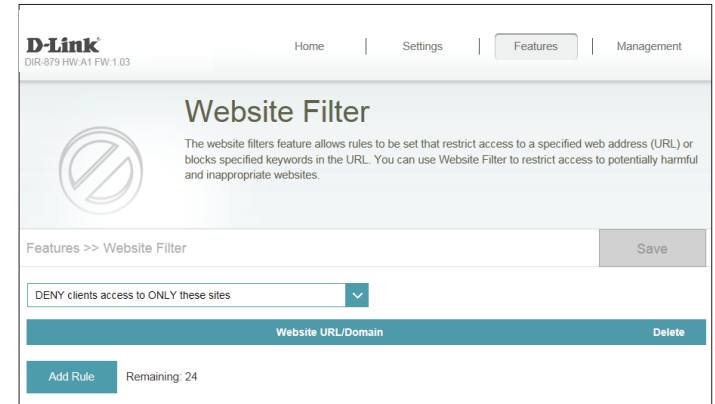 D-Link
DIR-879 HW:A1 FW:1.03
Home
Settings
Features
Management
Website Filter
The website filters feature allows rules to be set that restrict access to a specified web address (URL) or
blocks specified keywords in the URL. You can use Website Filter to restrict access to potentially harmful
and inappropriate websites.
Features >> Website Filter
Save
DENY clients access to ONLY these sites
Website URL/Domain
Delete
Add Rule
Remaining: 24